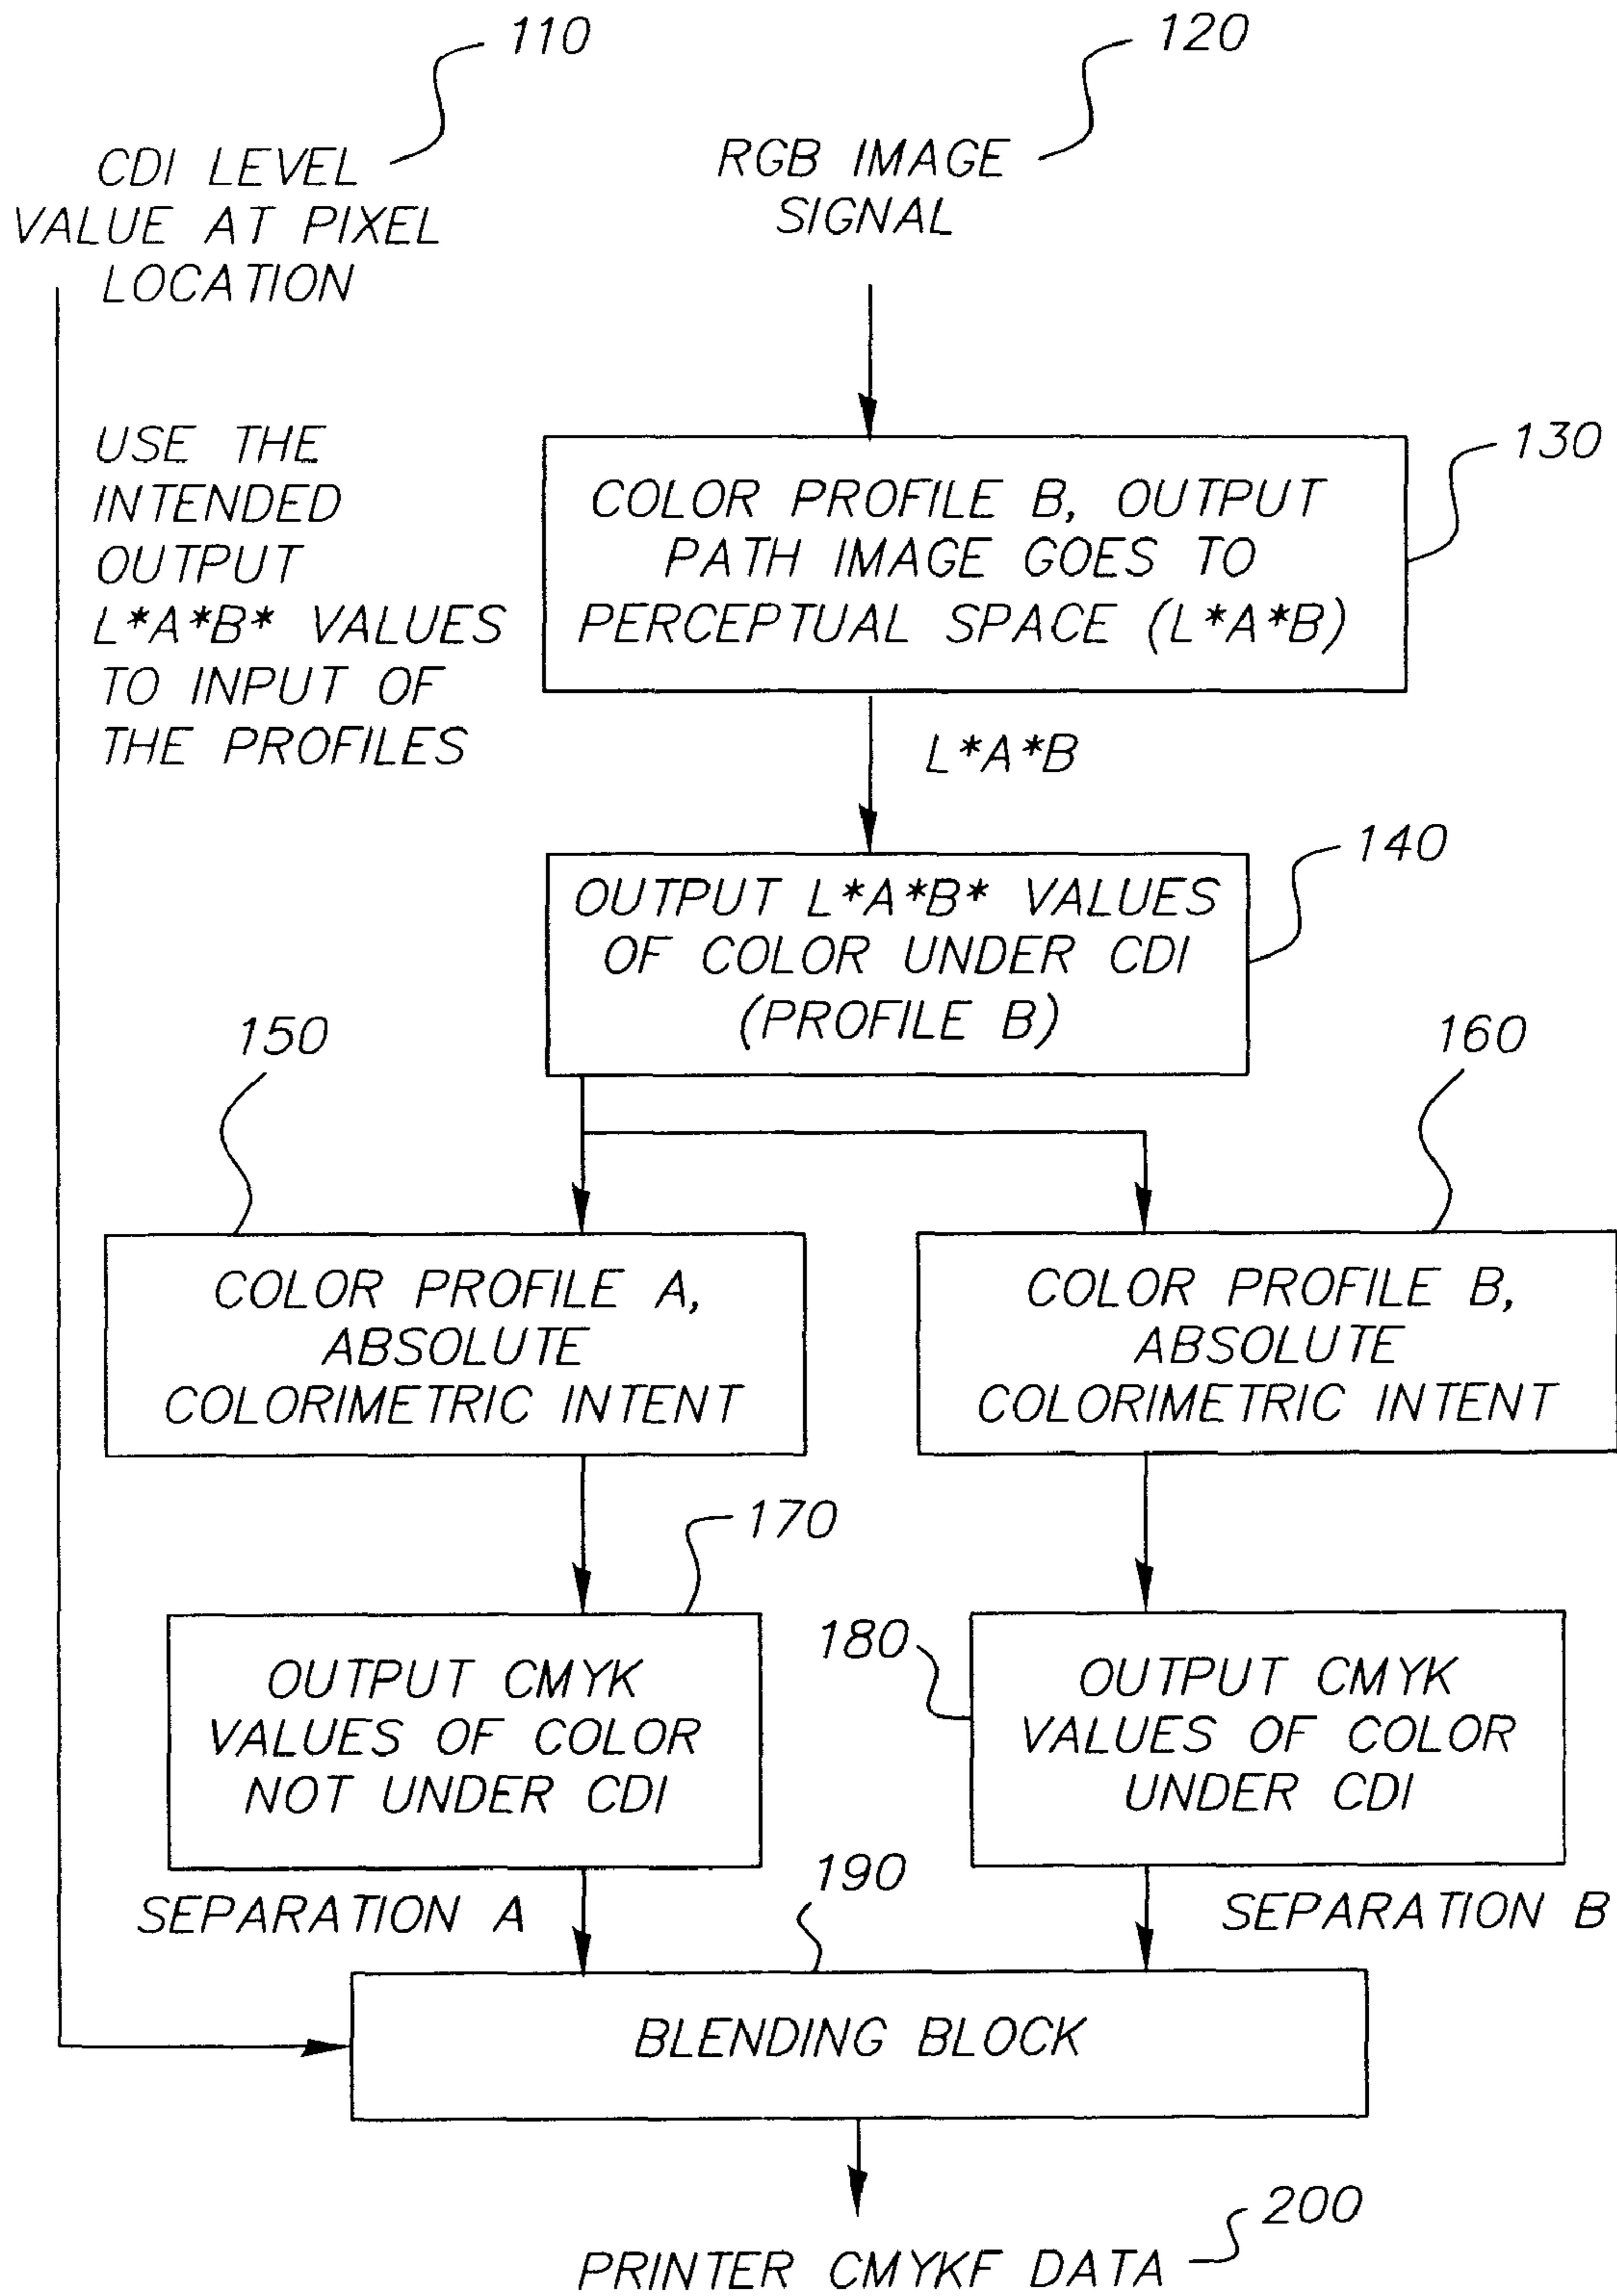 110
120
CDI LEVEL
VALUE AT PIXEL
LOCATION
RGB IMAGE
SIGNAL
USE THE
INTENDED
OUTPUT
L*A*B* VALUES
TO INPUT OF
THE PROFILES
130
COLOR PROFILE B, OUTPUT
PATH IMAGE GOES TO
PERCEPTUAL SPACE (L*A*B)
L*A*B
140
OUTPUT L*A*B* VALUES
OF COLOR UNDER CDI
(PROFILE B)
150
160
COLOR PROFILE A,
ABSOLUTE
COLORIMETRIC INTENT
COLOR PROFILE B,
ABSOLUTE
COLORIMETRIC INTENT
170
180
OUTPUT CMYK
VALUES OF COLOR
NOT UNDER CDI
OUTPUT CMYK
VALUES OF COLOR
UNDER CDI
SEPARATION A
190
SEPARATION B
BLENDING BLOCK
200
PRINTER CMYKF DATA